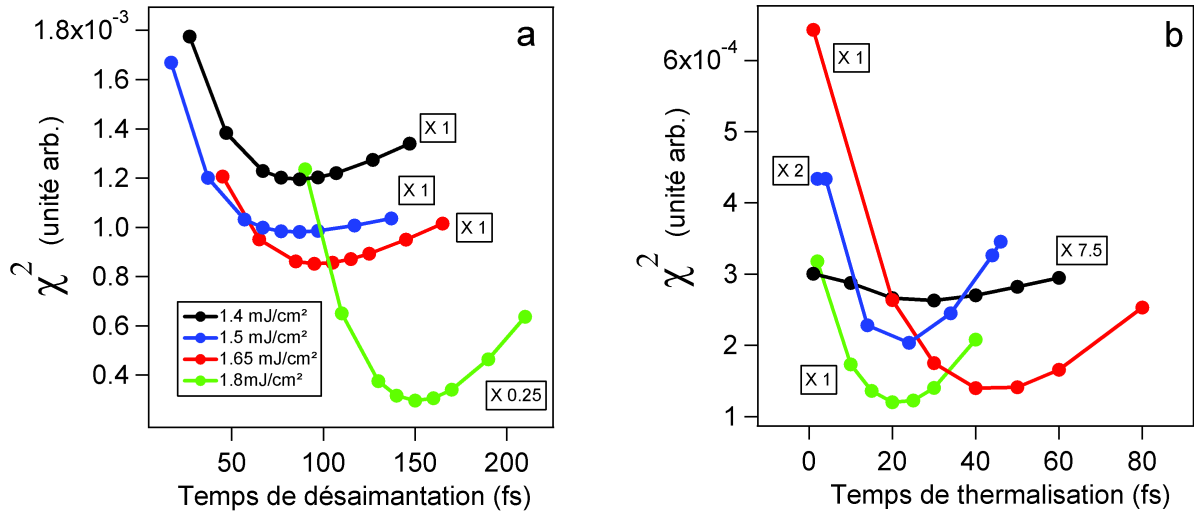 a
1.8x10⁻³
1.6
1.4
1.2
1.0
0.8
0.6
0.4
χ² (unité arb.)
X 1
X 1
X 1
X 0.25
1.4 mJ/cm²
1.5 mJ/cm²
1.65 mJ/cm²
1.8mJ/cm²
50 100 150 200
Temps de désaimantation (fs)
b
6x10⁻⁴
5
4
3
2
1
χ² (unité arb.)
X 1
X 2
X 7.5
X 1
0 20 40 60 80
Temps de thermalisation (fs)